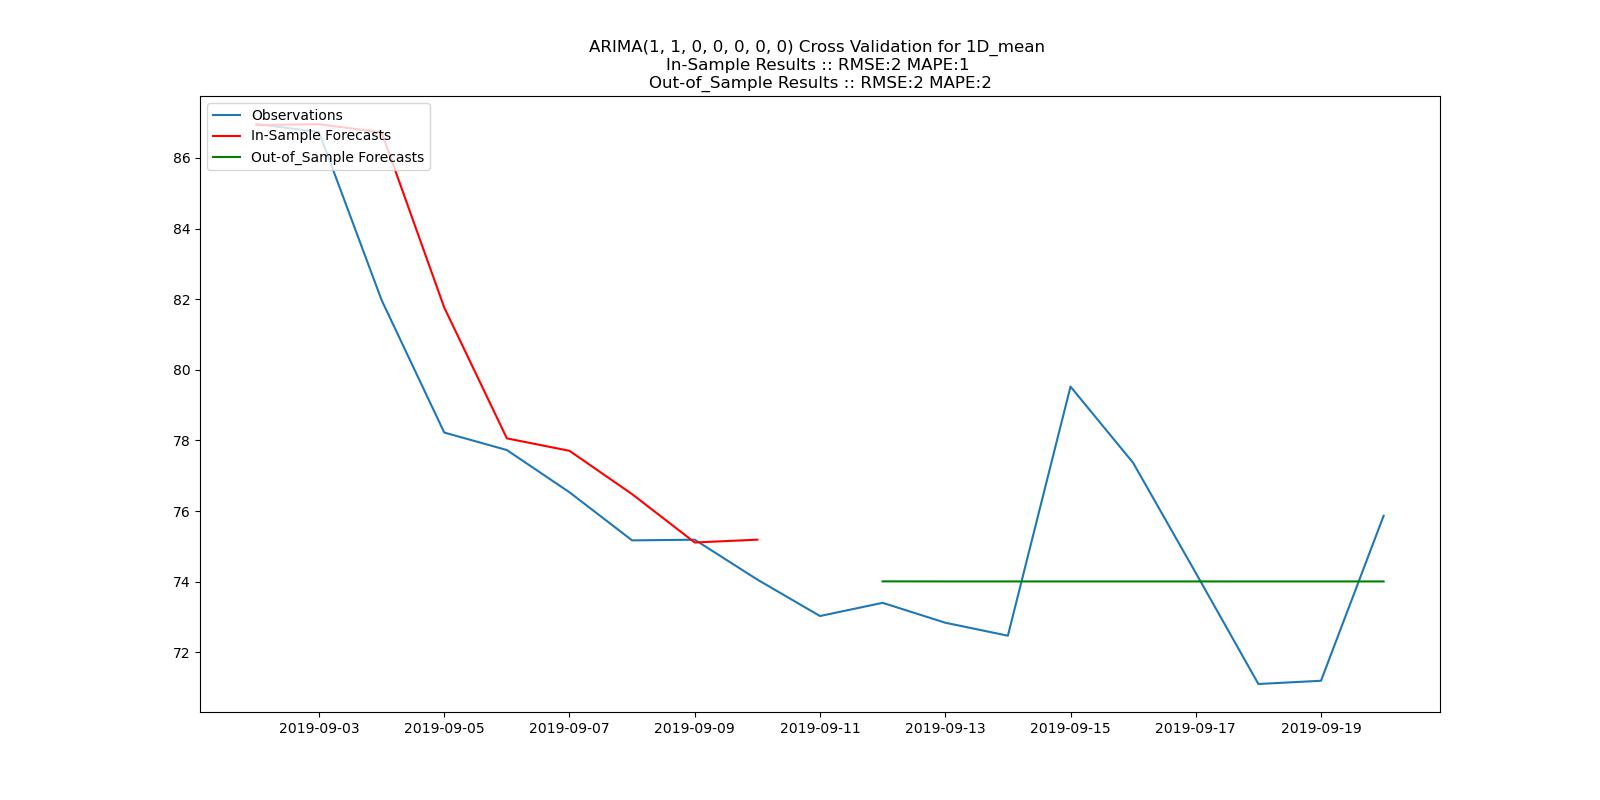 ARIMA(1, 1, 0, 0, 0, 0, 0) Cross Validation for 1D_mean
In-Sample Results :: RMSE:2 MAPE:1
Out-of_Sample Results :: RMSE:2 MAPE:2
Observations
In-Sample Forecasts
Out-of_Sample Forecasts
86
84
82
80
78
76
74
72
2019-09-03 2019-09-05 2019-09-07 2019-09-09 2019-09-11 2019-09-13 2019-09-15 2019-09-17 2019-09-19